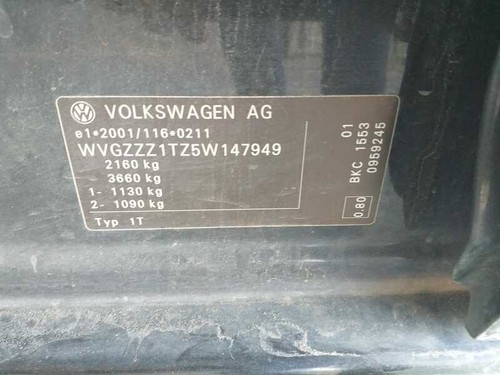 VOLKSWAGEN AG
e1*2001/116*0211
WVGZZZ1TZ5W147949
2160 kg
3660 kg
1- 1130 kg
2- 1090 kg
Typ 1T
01
BKC 1553
0959245
0.80